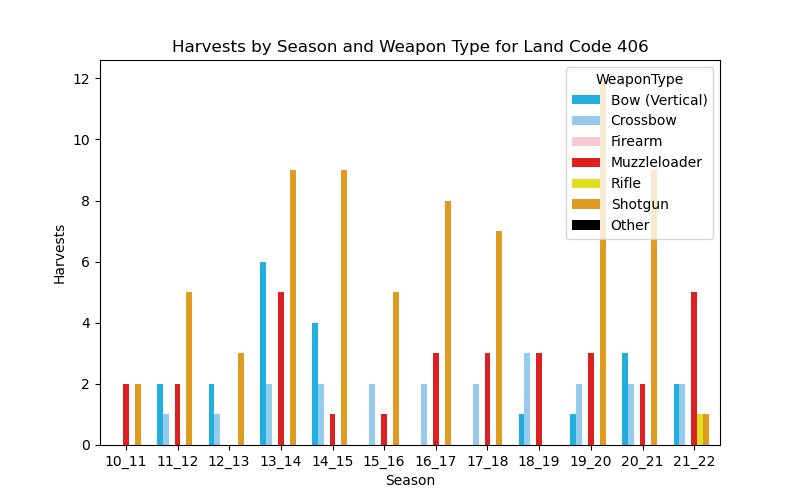 Harvests by Season and Weapon Type for Land Code 406
12
10
8
6
4
2
0
Harvests
WeaponType
Bow (Vertical)
Crossbow
Firearm
Muzzleloader
Rifle
Shotgun
Other
10_11 11_12 12_13 13_14 14_15 15_16 16_17 17_18 18_19 19_20 20_21 21_22
Season